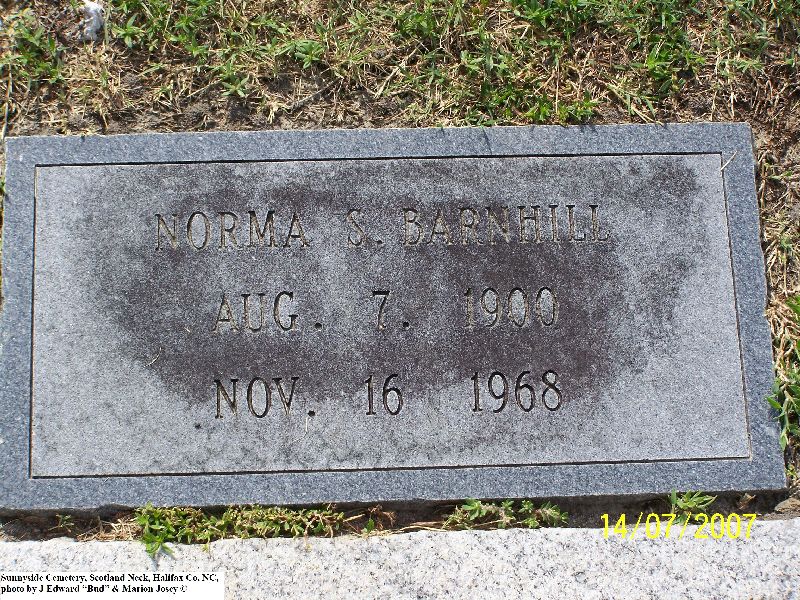 NORMA S. BARNHILL
AUG. 7. 1900
NOV. 16 1968
14/07/2007
Sunnyside Cemetery, Scotland Neck, Halifax Co. NC,
photo by J Edward "Bud" & Marion Josey ©